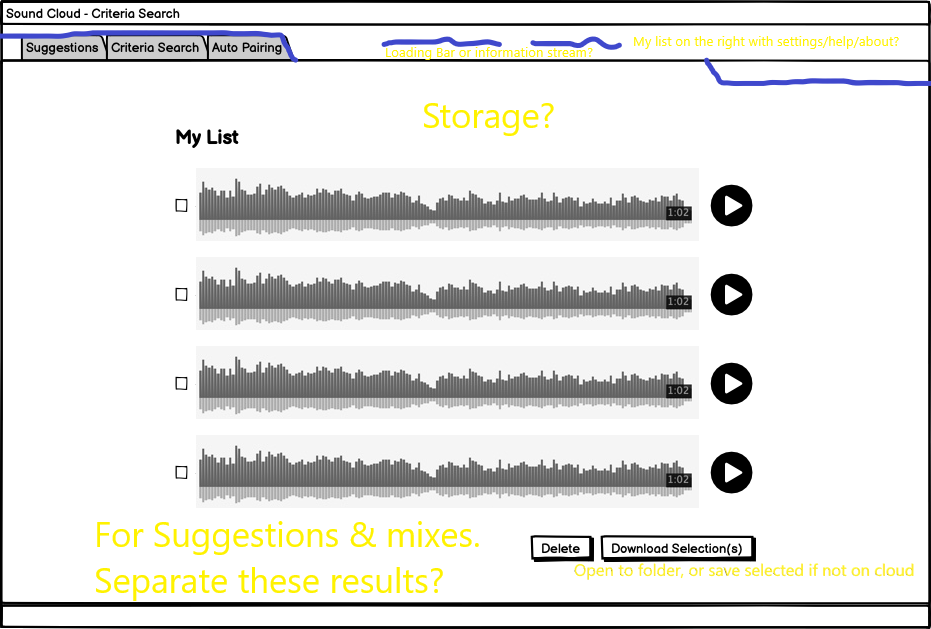 Sound Cloud - Criteria Search
Suggestions Criteria Search Auto Pairing
My list on the right with settings/help/about?
Loading Bar or information stream?
Storage?
My List
1:02
1:02
1:02
1:02
For Suggestions & mixes.
Separate these results?
Delete Download Selection(s)
Open to folder, or save selected if not on cloud